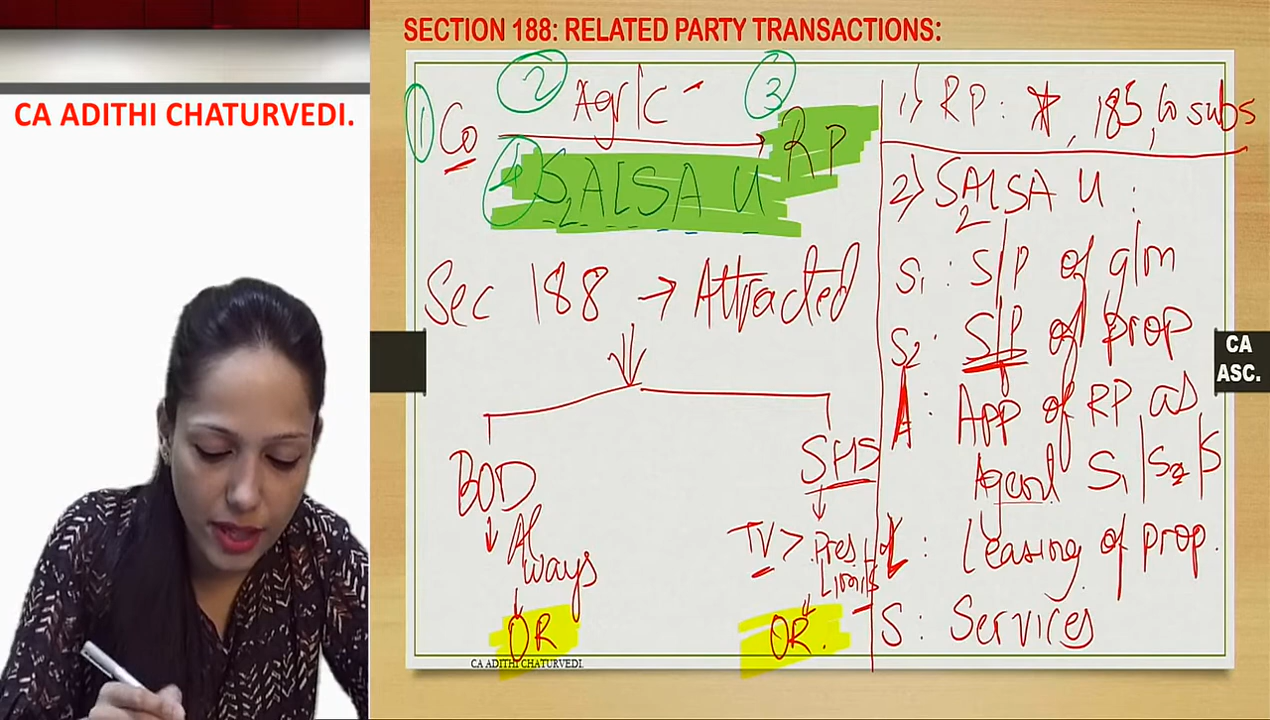 SECTION 188: RELATED PARTY TRANSACTIONS:
CA ADITHI CHATURVEDI.
① Co
② Agr/c
③ RP
④ S2ALSA U
Sec 188 → Attracted
BOD
Always
OR
SHS
TV > Pres
Limits
OR.
1) RP: 185, Co subs
2) S2ALSA U:
S1: S/P of g/m
S2: S/P of prop
A: App of RP as
Agent S1/S2/S
L: Leasing of prop.
S: Services
CA
ASC.
CA ADITHI CHATURVEDI.